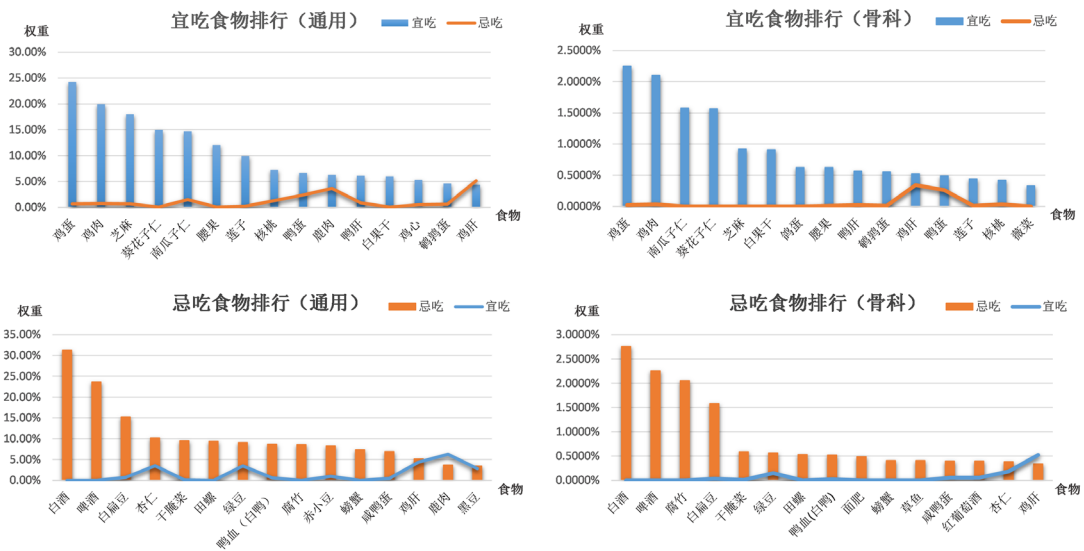 宜吃食物排行（通用）
宜吃
忌吃
权重
30.00%
25.00%
20.00%
15.00%
10.00%
5.00%
0.00%
鸡蛋
鸡肉
芝麻
葵花子仁
南瓜子仁
腰果
莲子
核桃
鸭蛋
鹿肉
鸭肝
白果干
鸡心
鹌鹑蛋
鸡肝
食物
宜吃食物排行（骨科）
宜吃
忌吃
权重
2.5000%
2.0000%
1.5000%
1.0000%
0.5000%
0.0000%
鸡蛋
鸡肉
南瓜子仁
葵花子仁
芝麻
白果干
鸽蛋
腰果
鸭肝
鹌鹑蛋
鸡肝
鸭蛋
莲子
核桃
薇菜
食物
忌吃食物排行（通用）
忌吃
宜吃
权重
35.00%
30.00%
25.00%
20.00%
15.00%
10.00%
5.00%
0.00%
白酒
啤酒
白扁豆
杏仁
干腌菜
田螺
绿豆
鸭血（白鸭）
腐竹
赤小豆
螃蟹
咸鸭蛋
鸡肝
鹿肉
黑豆
食物
忌吃食物排行（骨科）
忌吃
宜吃
权重
3.0000%
2.5000%
2.0000%
1.5000%
1.0000%
0.5000%
0.0000%
白酒
啤酒
腐竹
白扁豆
干腌菜
绿豆
田螺
鸭血(白鸭)
面肥
螃蟹
草鱼
咸鸭蛋
红葡萄酒
杏仁
鸡肝
食物